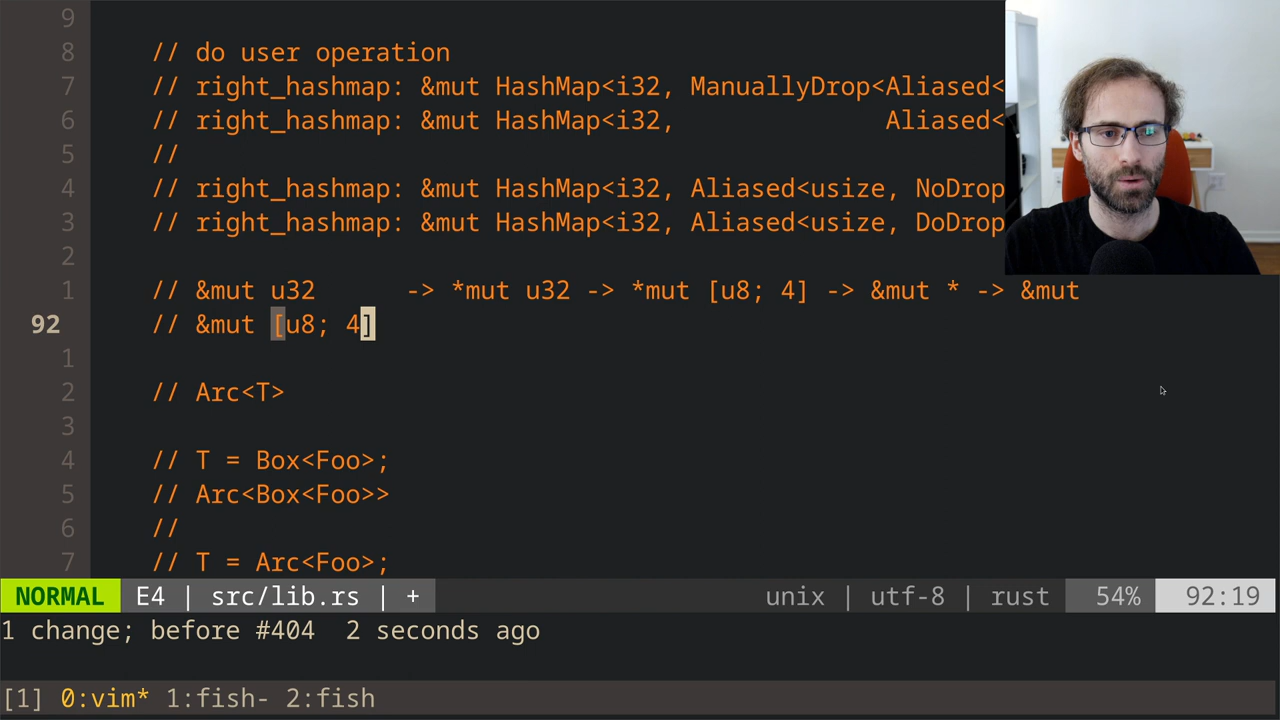 9
8 // do user operation
7 // right_hashmap: &mut HashMap<i32, ManuallyDrop<Aliased<
6 // right_hashmap: &mut HashMap<i32, Aliased<
5 //
4 // right_hashmap: &mut HashMap<i32, Aliased<usize, NoDrop
3 // right_hashmap: &mut HashMap<i32, Aliased<usize, DoDrop
2
1 // &mut u32 -> *mut u32 -> *mut [u8; 4] -> &mut * -> &mut
92 // &mut [u8; 4]
1
2 // Arc<T>
3
4 // T = Box<Foo>;
5 // Arc<Box<Foo>>
6 //
7 // T = Arc<Foo>;
NORMAL E4 | src/lib.rs | + unix | utf-8 | rust 54% 92:19
1 change; before #404 2 seconds ago
[1] 0:vim* 1:fish- 2:fish